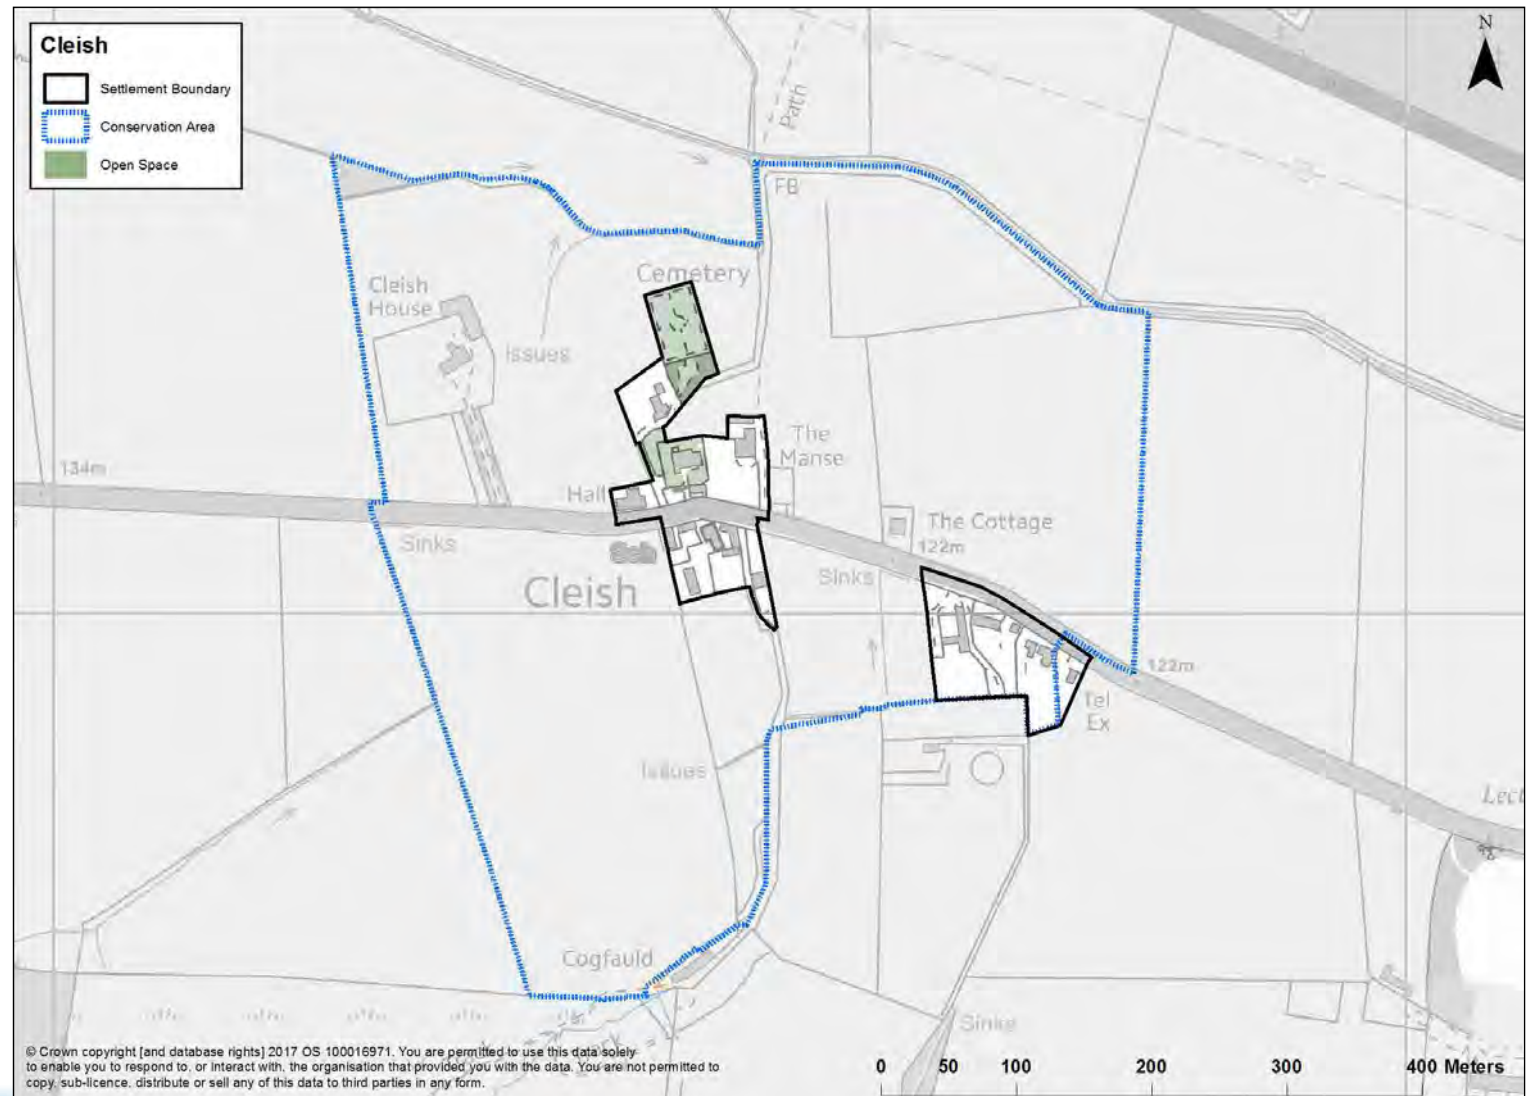 Cleish
Settlement Boundary
Conservation Area
Open Space
N
Path
FB
Cemetery
Cleish
House
Issues
The
Manse
134m
Hall
The Cottage
122m
Sinks
Sch
Sinks
Cleish
122m
Tel
Ex
Issues
Lect
Cogfauld
Sinks
© Crown copyright [and database rights] 2017 OS 100016971. You are permitted to use this data solely
to enable you to respond to, or interact with, the organisation that provided you with the data. You are not permitted to
copy, sub-licence, distribute or sell any of this data to third parties in any form.
0 50 100 200 300 400 Meters